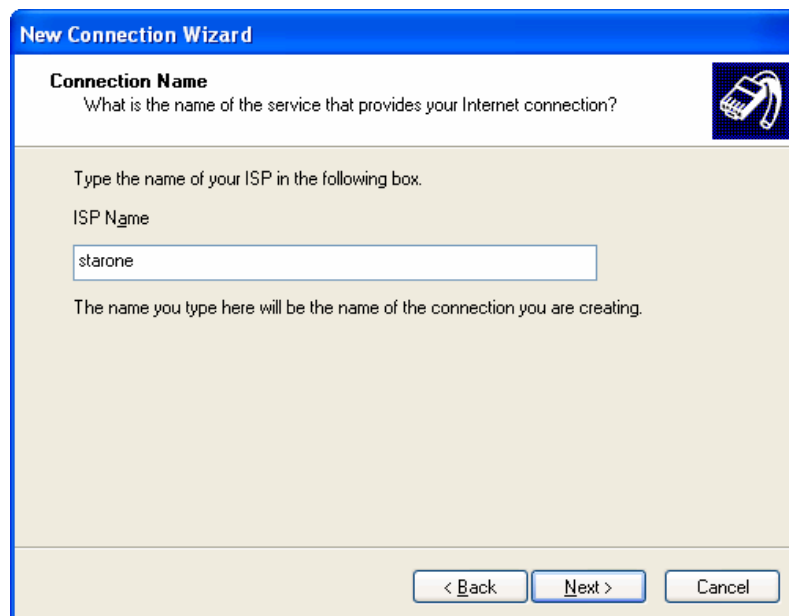 New Connection Wizard
Connection Name
What is the name of the service that provides your Internet connection?
Type the name of your ISP in the following box.
ISP Name
starone
The name you type here will be the name of the connection you are creating.
< Back Next > Cancel